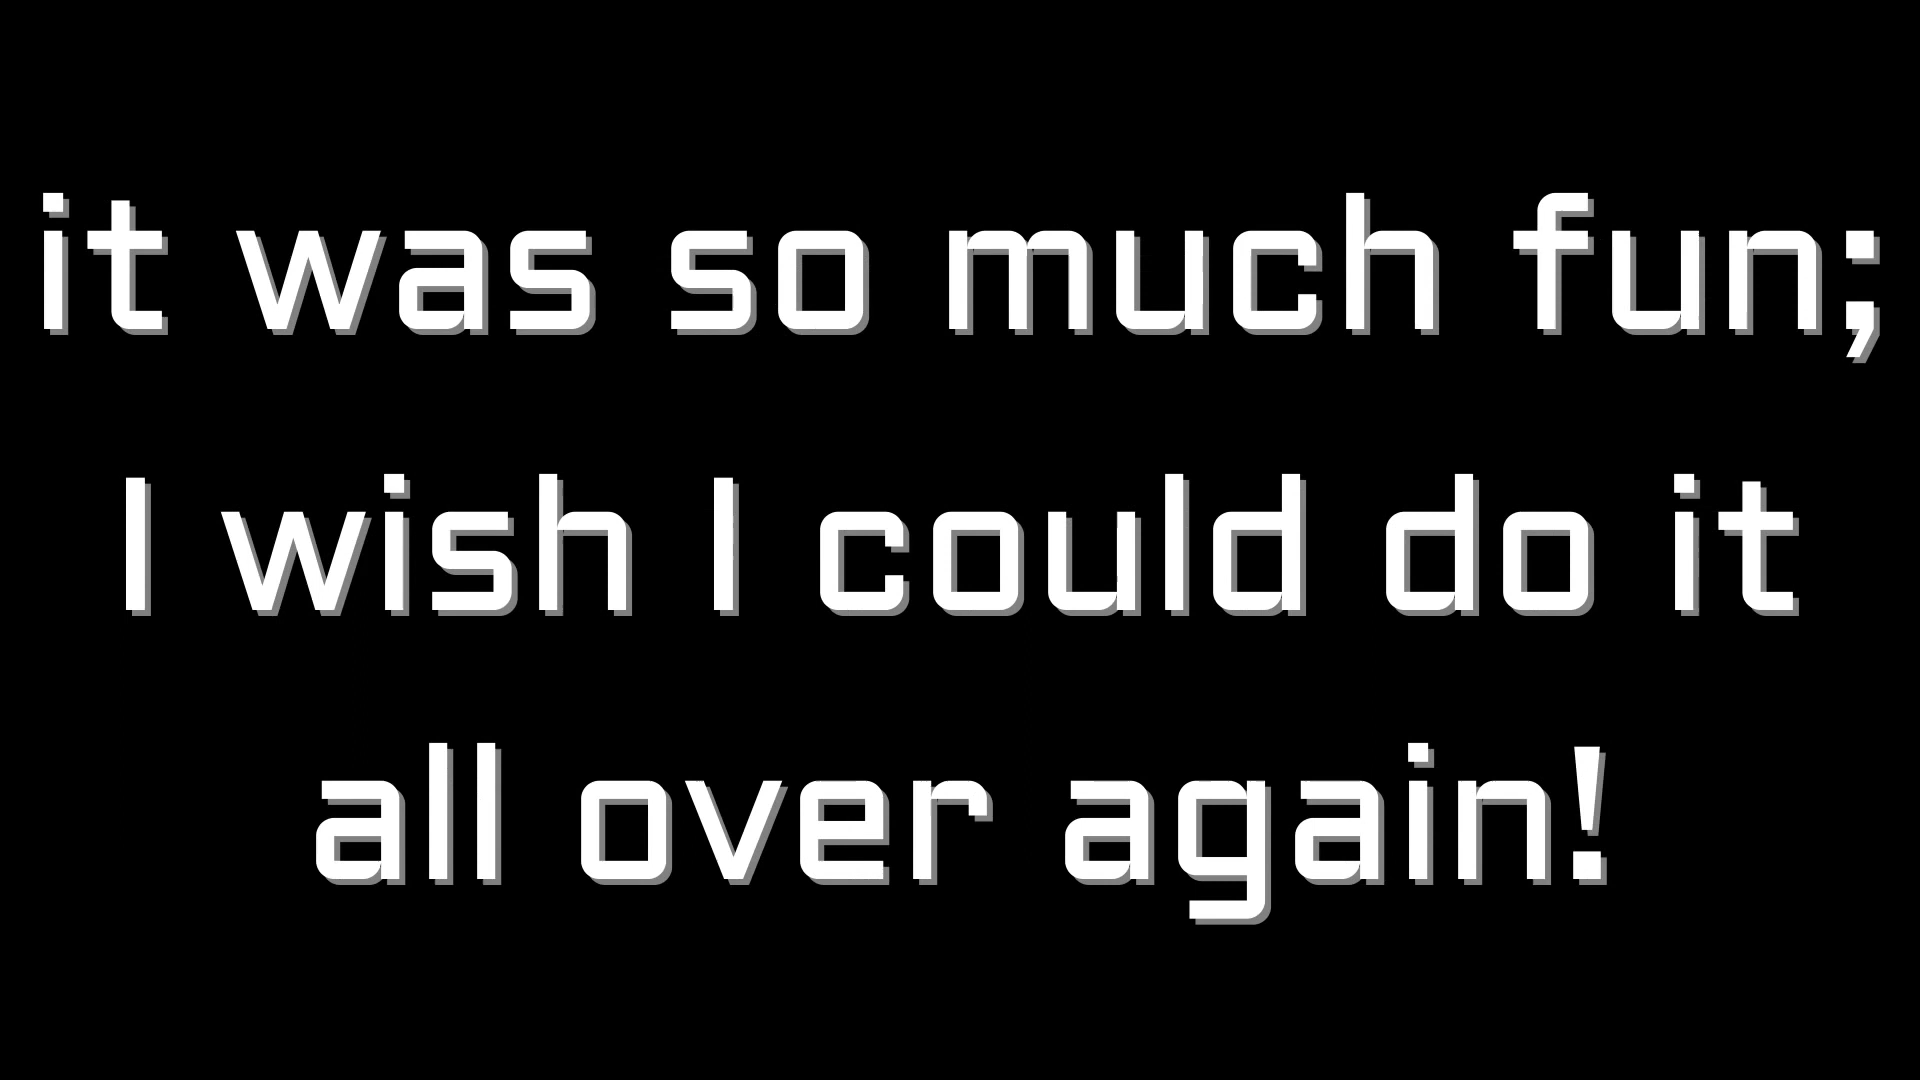 it was so much fun;
I wish I could do it
all over again!